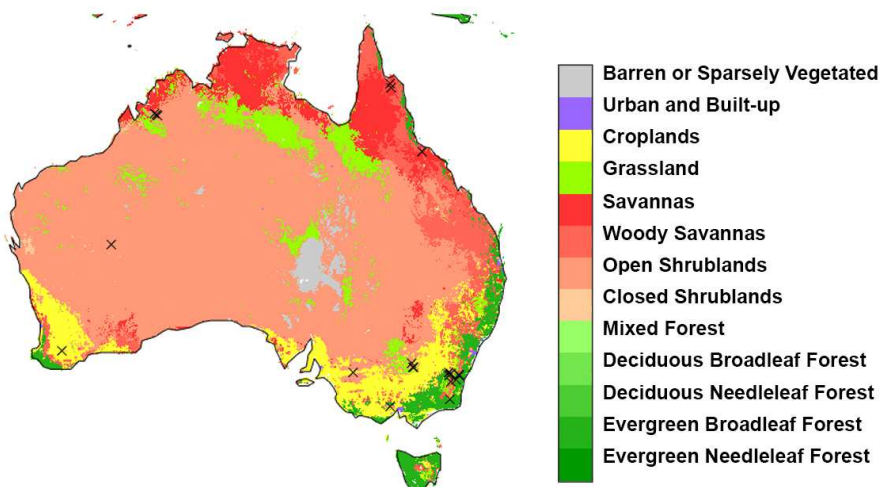 Barren or Sparsely Vegetated
Urban and Built-up
Croplands
Grassland
Savannas
Woody Savannas
Open Shrublands
Closed Shrublands
Mixed Forest
Deciduous Broadleaf Forest
Deciduous Needleleaf Forest
Evergreen Broadleaf Forest
Evergreen Needleleaf Forest